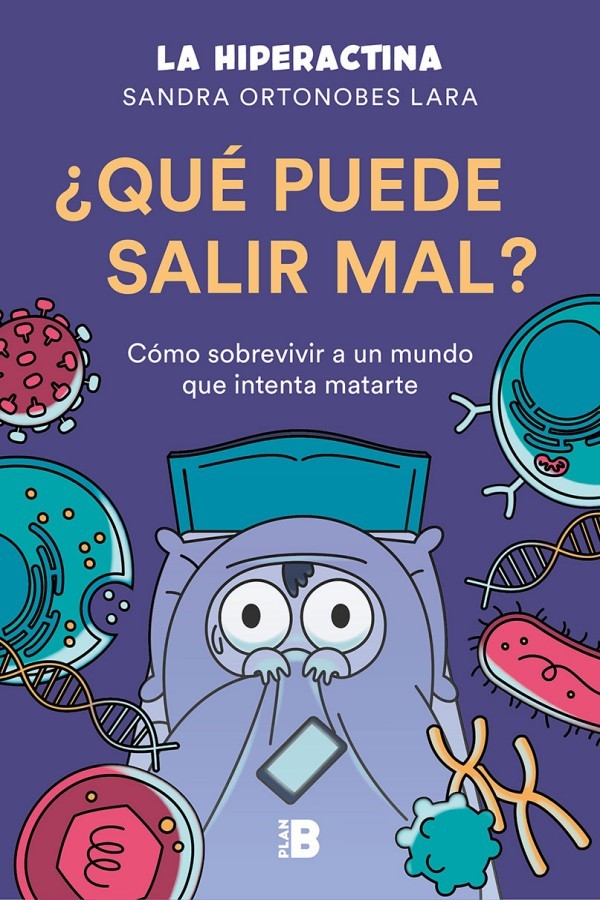 LA HIPERACTINA
SANDRA ORTONOBES LARA
¿QUÉ PUEDE
SALIR MAL?
Cómo sobrevivir a un mundo
que intenta matarte
PLAN B